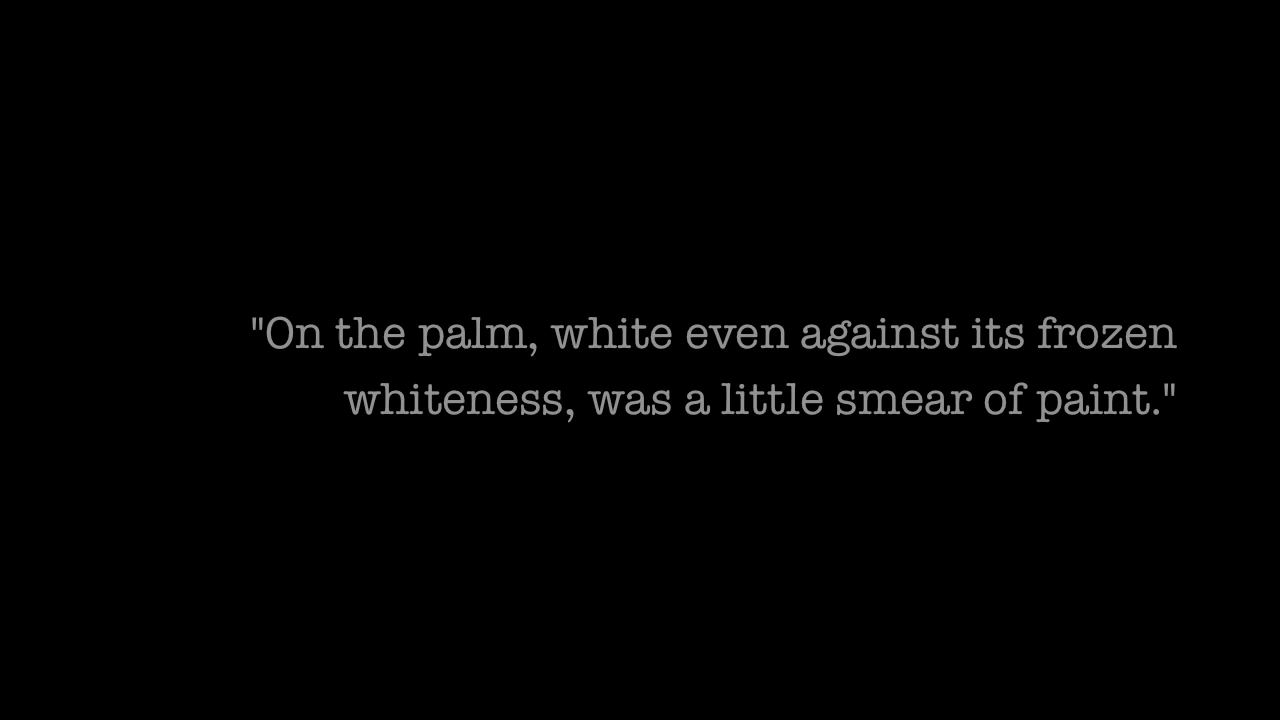 "On the palm, white even against its frozen
whiteness, was a little smear of paint."